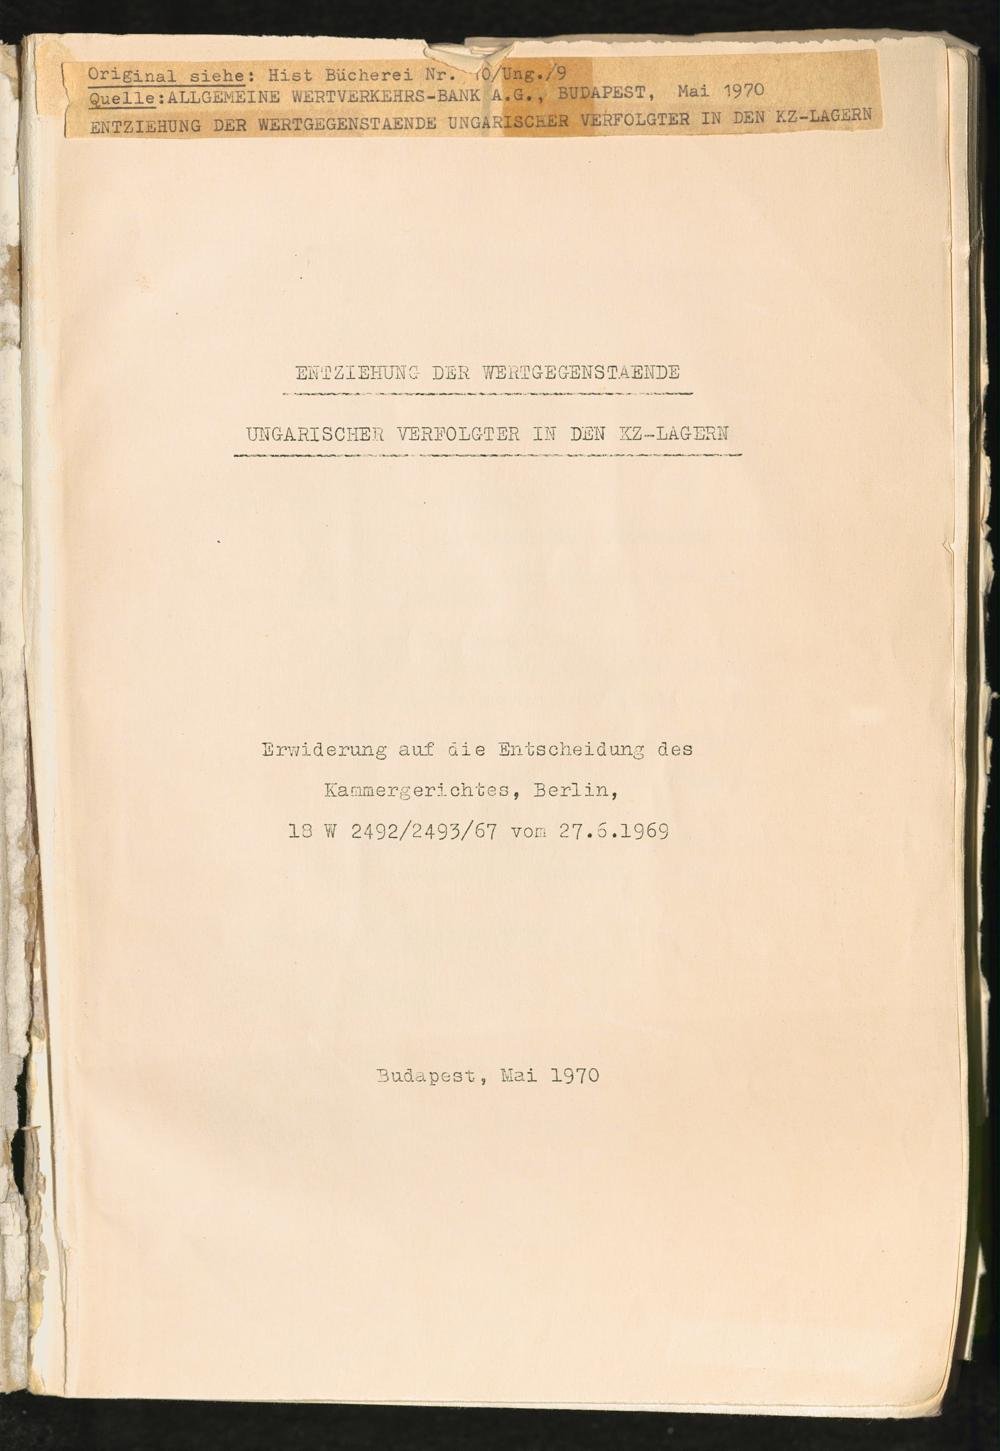 Original siehe: Hist Bücherei Nr. 10/Ung./9
Quelle:ALLGEMEINE WERTVERKEHRS-BANK A.G., BUDAPEST, Mai 1970
ENTZIEHUNG DER WERTGEGENSTAENDE UNGARISCHER VERFOLGTER IN DEN KZ-LAGERN
ENTZIEHUNG DER WERTGEGENSTAENDE
UNGARISCHER VERFOLGTER IN DEN KZ-LAGERN
Erwiderung auf die Entscheidung des
Kammergerichtes, Berlin,
18 W 2492/2493/67 vom 27.6.1969
Budapest, Mai 1970